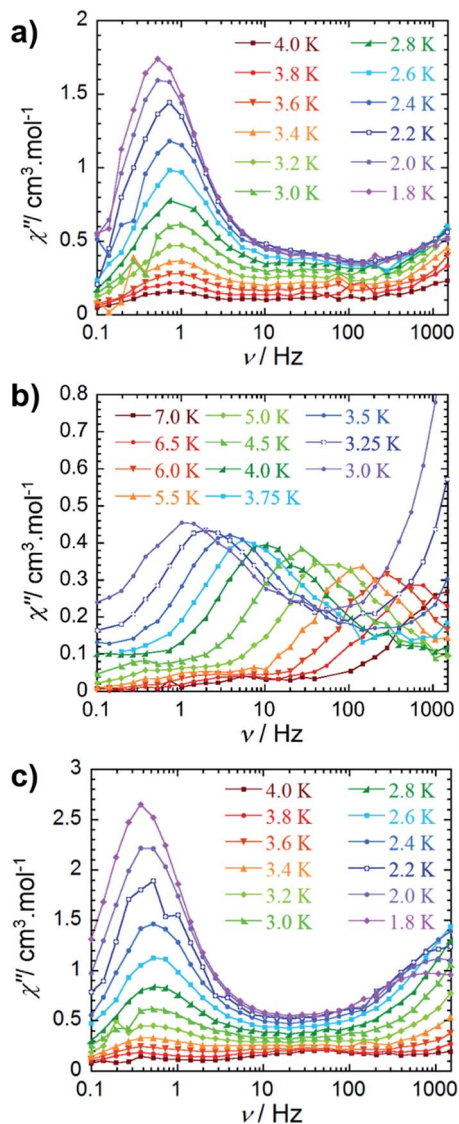 a)
χ''/ cm³.mol⁻¹
2
1.5
1
0.5
0
4.0 K 2.8 K
3.8 K 2.6 K
3.6 K 2.4 K
3.4 K 2.2 K
3.2 K 2.0 K
3.0 K 1.8 K
0.1 1 10 100 1000
ν / Hz
b)
χ''/ cm³.mol⁻¹
0.8
0.7
0.6
0.5
0.4
0.3
0.2
0.1
0
7.0 K 5.0 K 3.5 K
6.5 K 4.5 K 3.25 K
6.0 K 4.0 K 3.0 K
5.5 K 3.75 K
0.1 1 10 100 1000
ν / Hz
c)
χ''/ cm³.mol⁻¹
3
2.5
2
1.5
1
0.5
0
4.0 K 2.8 K
3.8 K 2.6 K
3.6 K 2.4 K
3.4 K 2.2 K
3.2 K 2.0 K
3.0 K 1.8 K
0.1 1 10 100 1000
ν / Hz